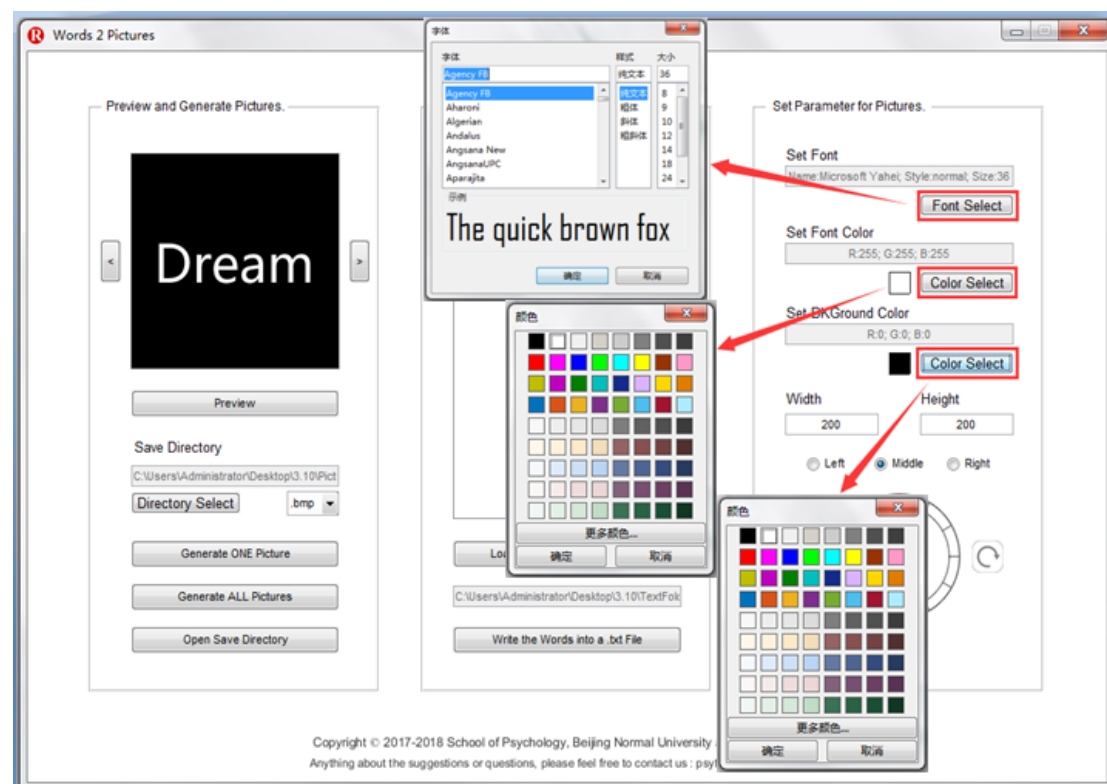 Words 2 Pictures
Preview and Generate Pictures.
Dream
<
>
Preview
Save Directory
C:\Users\Administrator\Desktop\3.10\Pict
Directory Select
.bmp
Generate ONE Picture
Generate ALL Pictures
Open Save Directory
字体
字体
样式
大小
Agency FB
纯文本
36
Agency FB
纯文本
8
Aharoni
粗体
9
Algerian
斜体
10
Andalus
粗斜体
12
Angsana New
14
AngsanaUPC
18
Aparajita
24
示例
The quick brown fox
确定
取消
颜色
更多颜色...
确定
取消
C:\Users\Administrator\Desktop\3.10\TextFok
Write the Words into a .txt File
Set Parameter for Pictures.
Set Font
Name:Microsoft Yahei; Style:normal; Size:36
Font Select
Set Font Color
R:255; G:255; B:255
Color Select
Set BKGround Color
R:0; G:0; B:0
Color Select
Width
Height
200
200
Left
Middle
Right
颜色
更多颜色...
确定
取消
Copyright © 2017-2018 School of Psychology, Beijing Normal University
Anything about the suggestions or questions, please feel free to contact us :